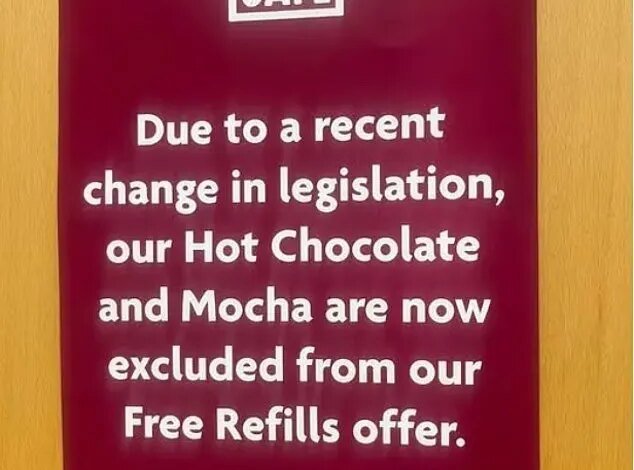 CAFE
Due to a recent
change in legislation,
our Hot Chocolate
and Mocha are now
excluded from our
Free Refills offer.